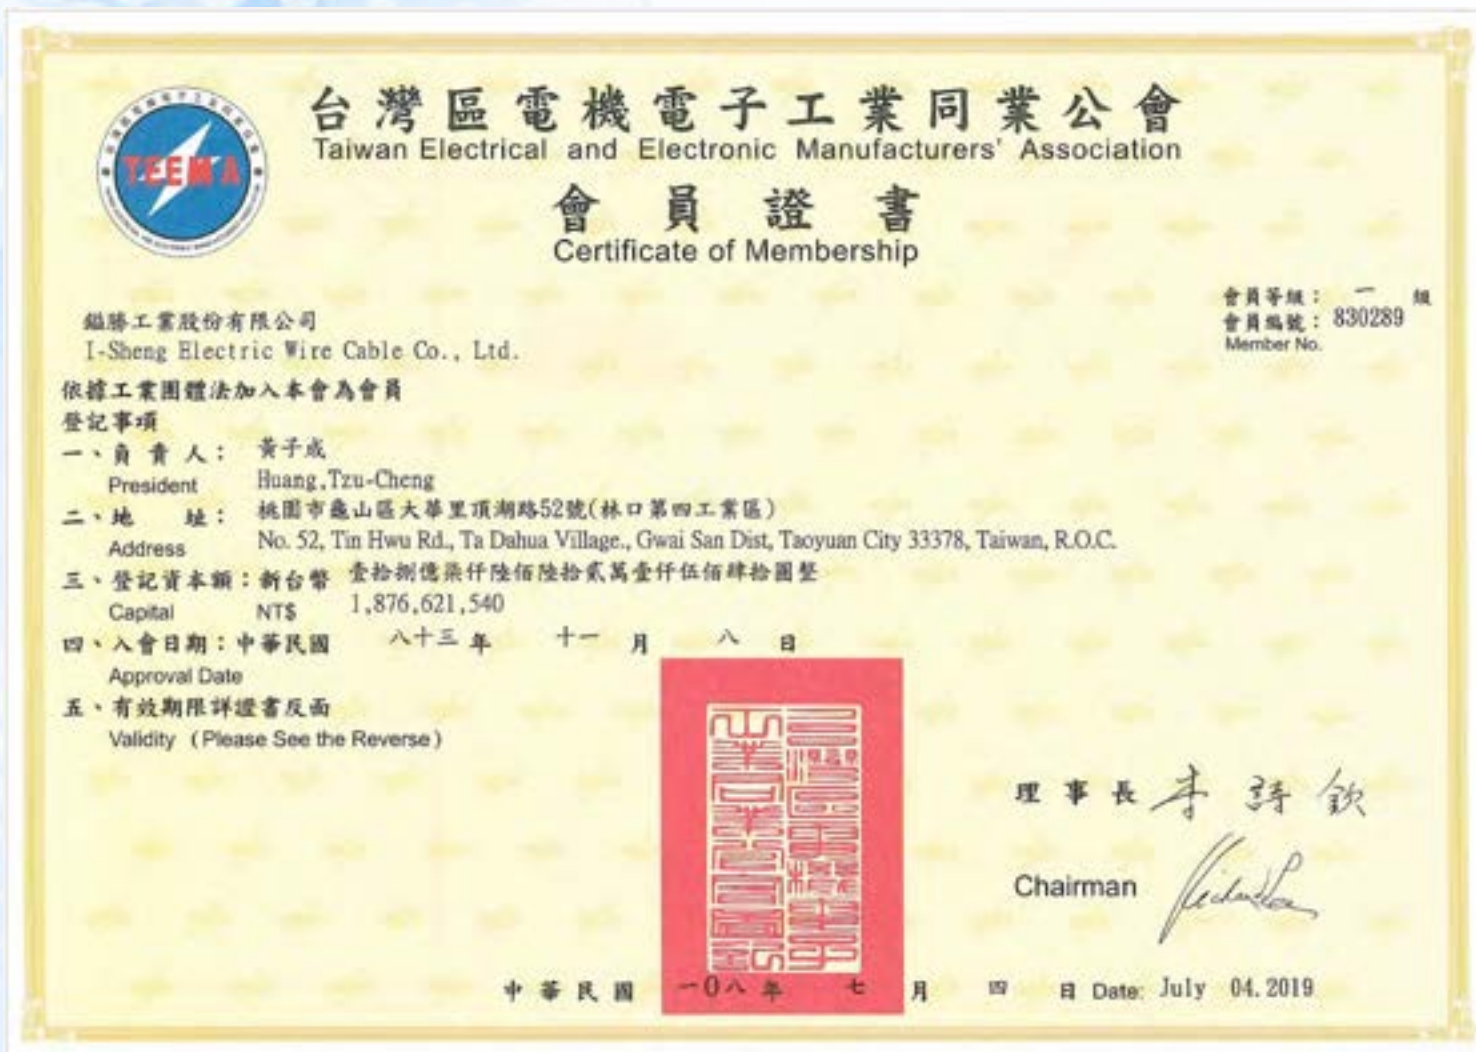 TEEMA
台灣區電機電子工業同業公會
Taiwan Electrical and Electronic Manufacturers' Association
會員證書
Certificate of Membership
會員等級： 一 級
會員編號： 830289
Member No.
鎰勝工業股份有限公司
I-Sheng Electric Wire Cable Co., Ltd.
依據工業團體法加入本會為會員
登記事項
一、負責人： 黃子成
President Huang,Tzu-Cheng
二、地 址： 桃園市龜山區大華里頂湖路52號(林口第四工業區)
Address No. 52, Tin Hwu Rd., Ta Dahua Village., Gwai San Dist, Taoyuan City 33378, Taiwan, R.O.C.
三、登記資本額：新台幣 壹拾捌億柒仟陸佰陸拾貳萬壹仟伍佰肆拾圓整
Capital NT$ 1,876,621,540
四、入會日期：中華民國 八十三 年 十一 月 八 日
Approval Date
五、有效期限詳證書反面
Validity (Please See the Reverse)
理事長 李詩欽
Chairman
中華民國 一0八 年 七 月 四 日 Date: July 04.2019